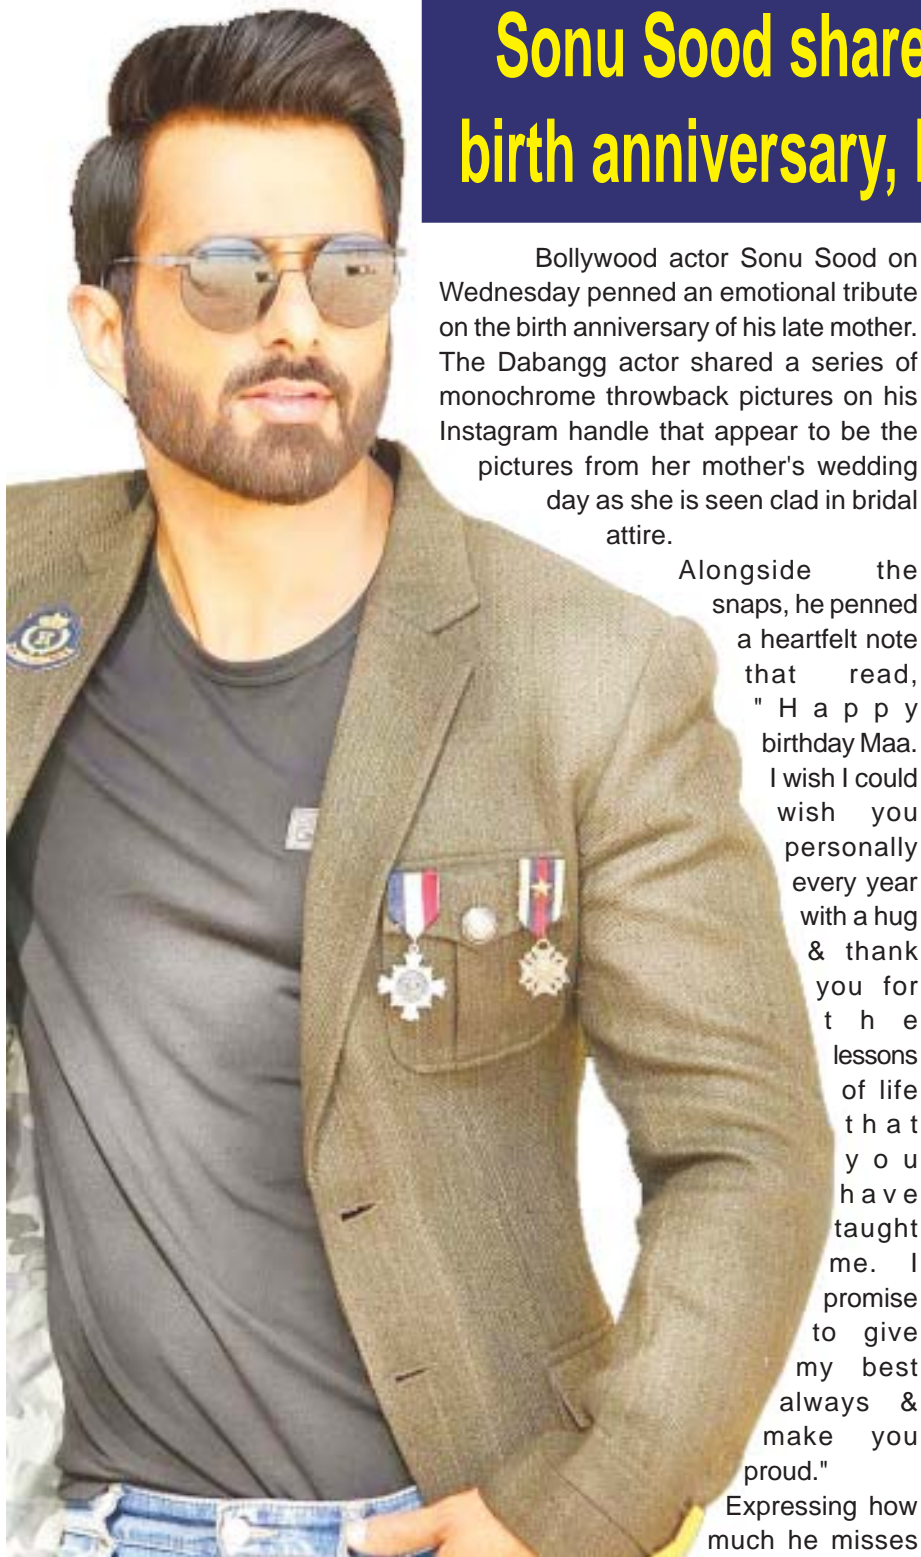 Sonu Sood share
birth anniversary,
Bollywood actor Sonu Sood on
Wednesday penned an emotional tribute
on the birth anniversary of his late mother.
The Dabangg actor shared a series of
monochrome throwback pictures on his
Instagram handle that appear to be the
pictures from her mother's wedding
day as she is seen clad in bridal
attire.
Alongside the
snaps, he penned
a heartfelt note
that read,
"Happy
birthday Maa.
I wish I could
wish you
personally
every year
with a hug
& thank
you for
the
lessons
of life
that
you
have
taught
me. I
promise
to give
my best
always &
make you
proud."
Expressing how
much he misses